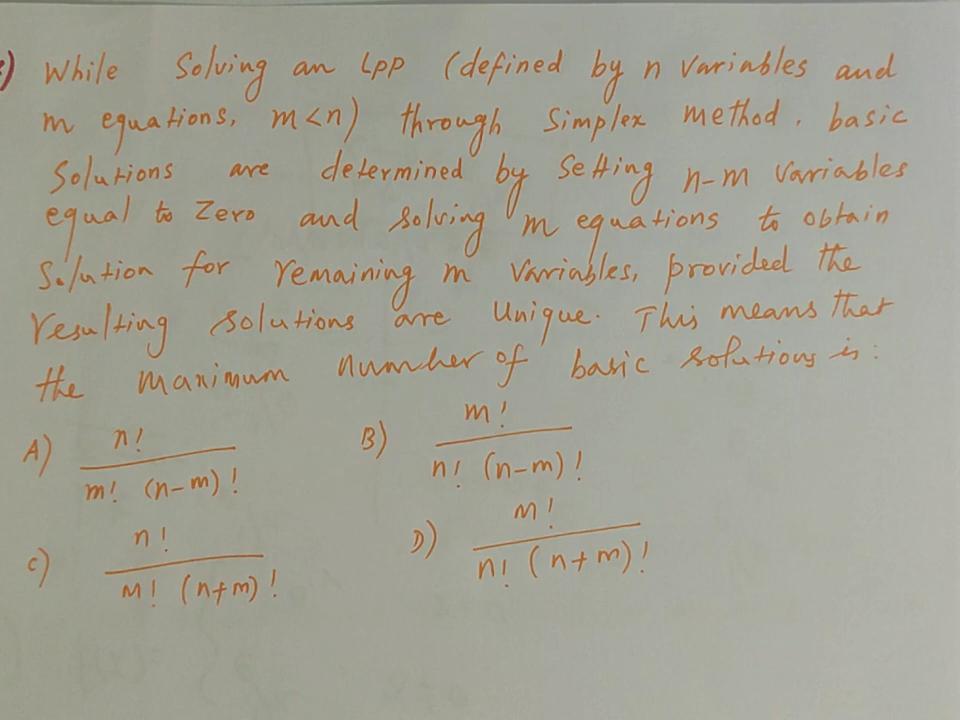 ) While Solving an LPP (defined by n variables and
m equations, m<n) through Simplex method, basic
Solutions are determined by Setting n-m Variables
equal to Zero and solving m equations to obtain
Solution for remaining m Variables, provided the
resulting solutions are Unique. This means that
the Maximum number of basic solutions is:
A) n! / m! (n-m)! B) m! / n! (n-m)!
C) n! / M! (n+m)! D) M! / n! (n+m)!